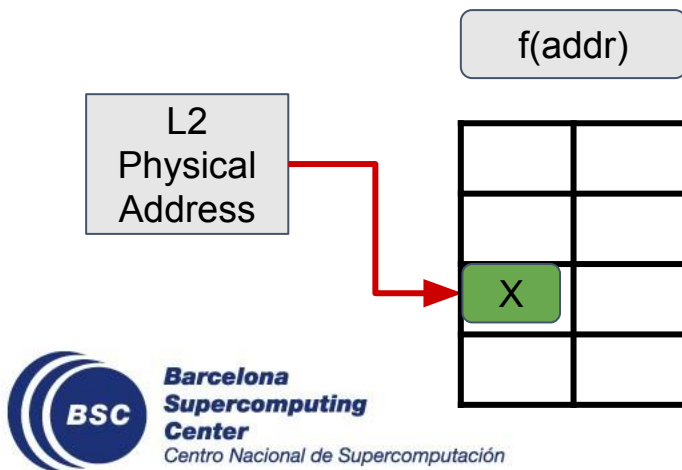 f(addr)
L2
Physical
Address
X
BSC
Barcelona
Supercomputing
Center
Centro Nacional de Supercomputación